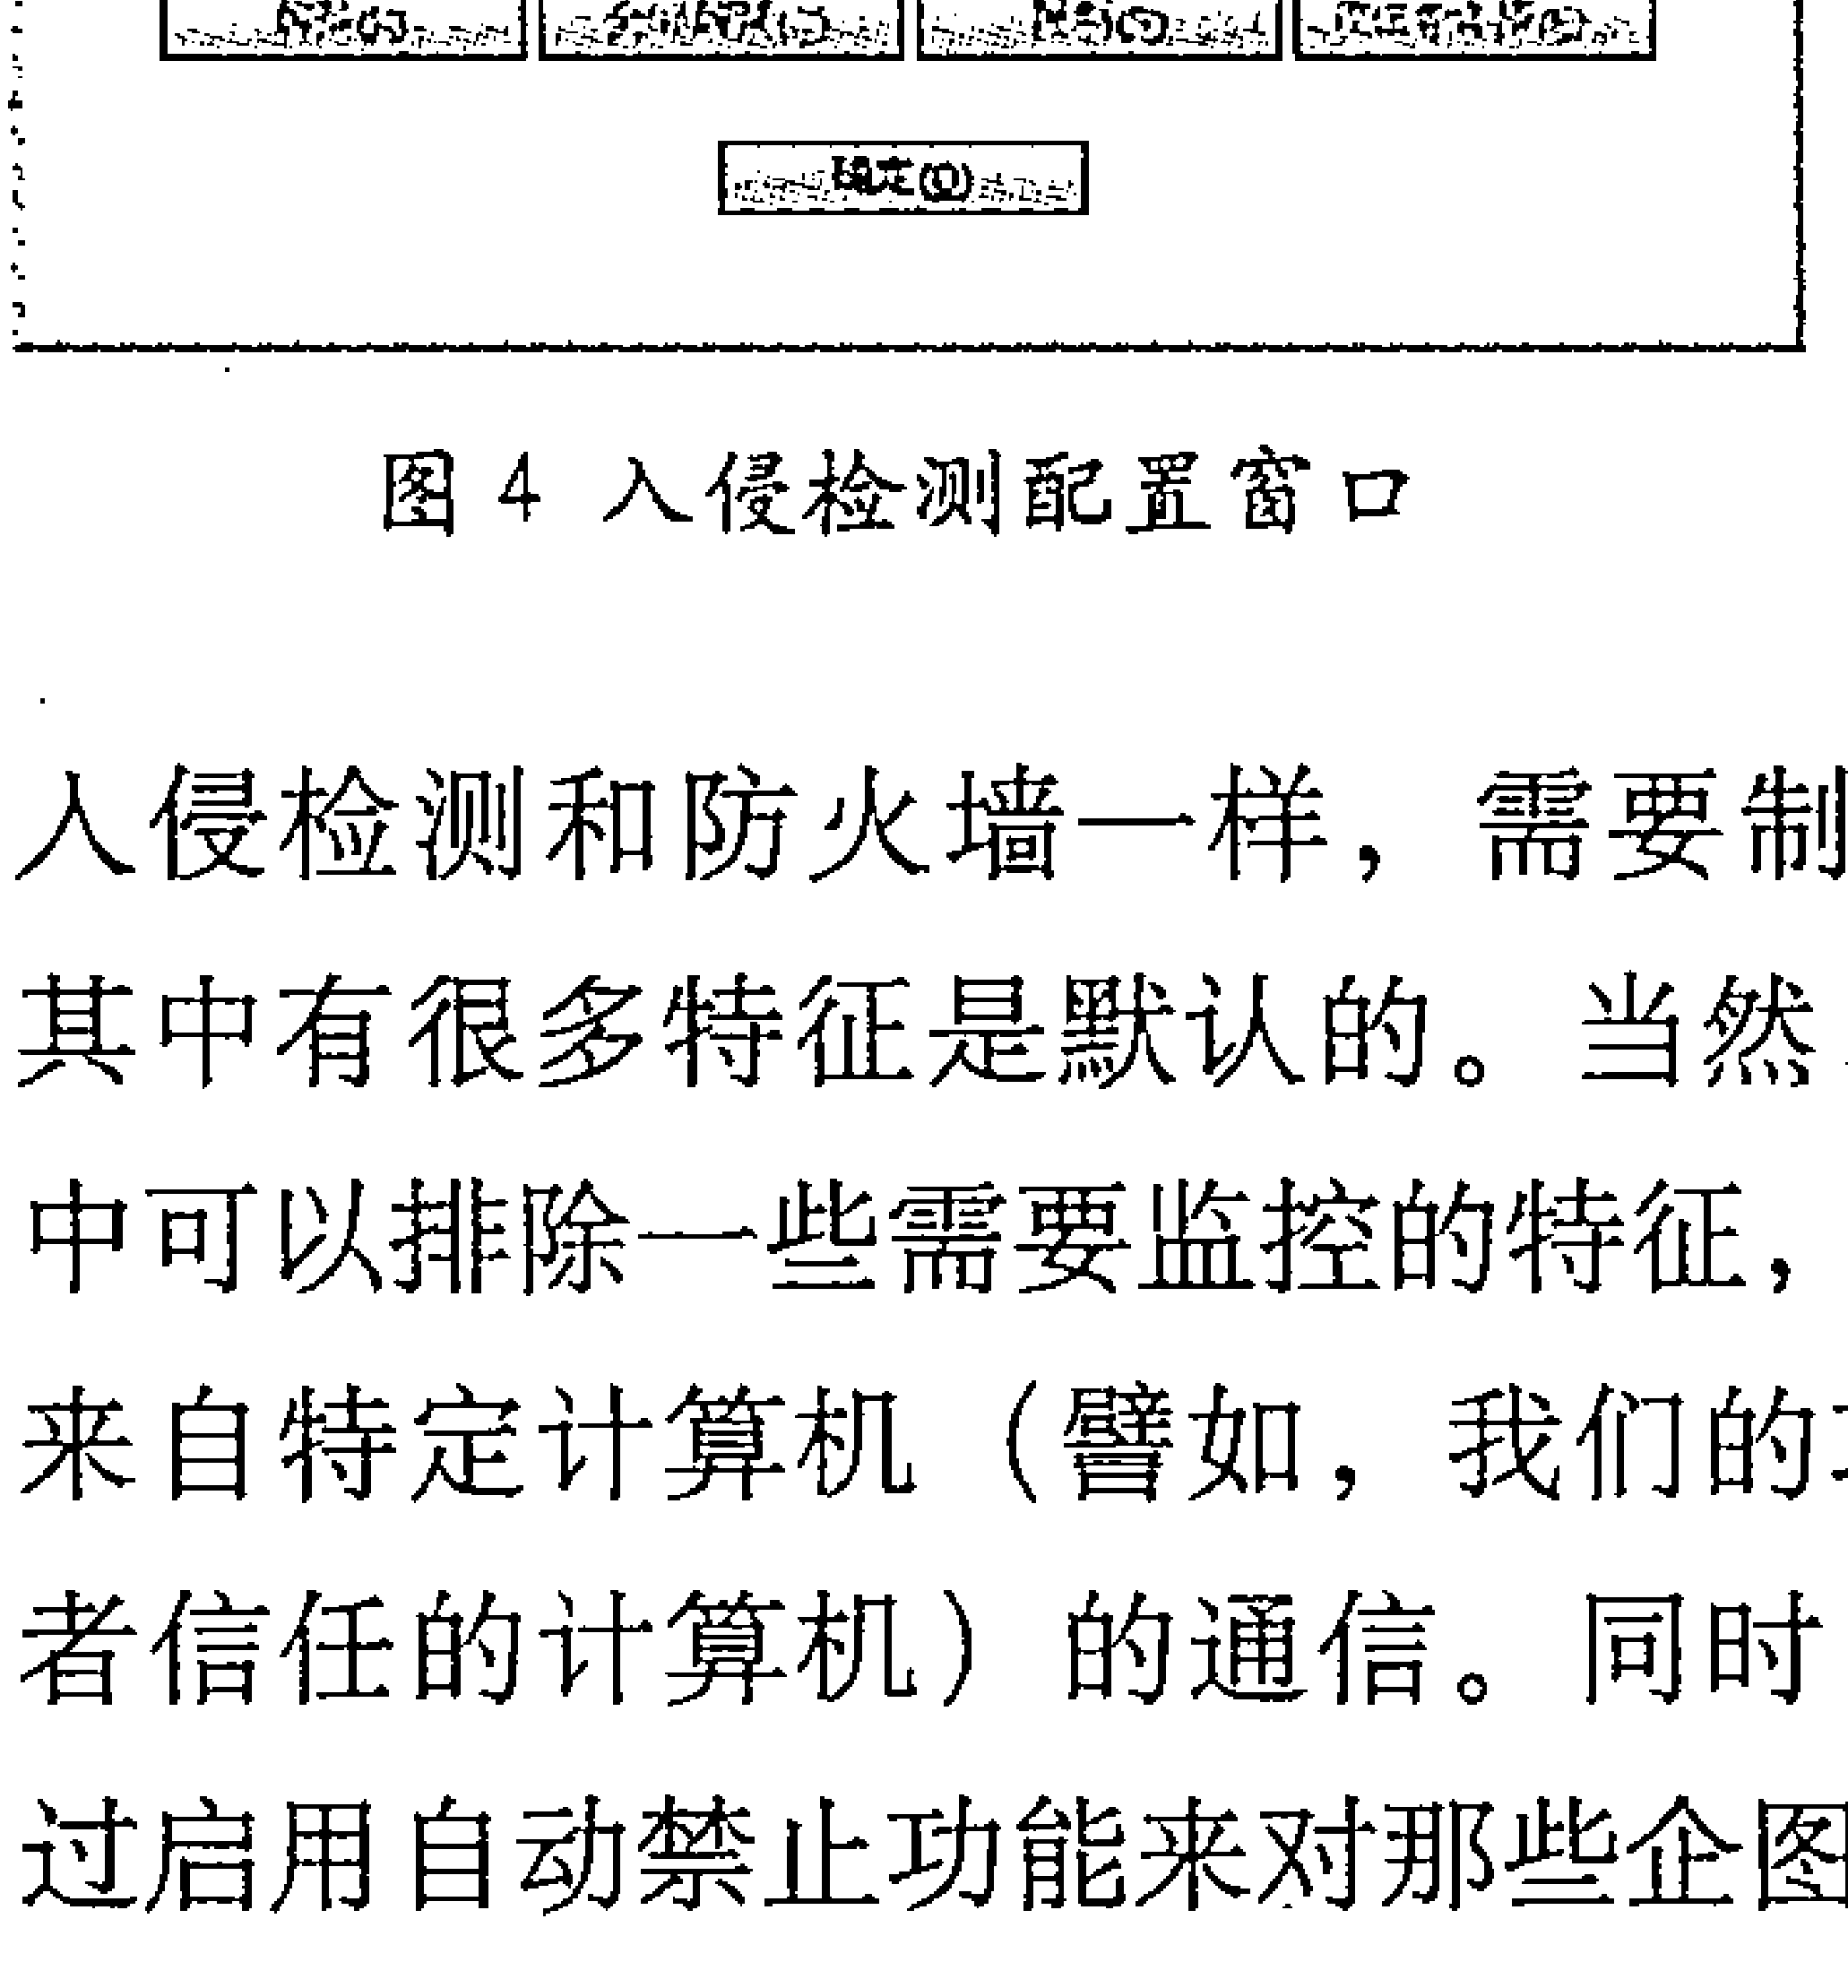 确定(O)
图 4 入侵检测配置窗口
入侵检测和防火墙一样，需要制
其中有很多特征是默认的。当然
中可以排除一些需要监控的特征，
来自特定计算机（譬如，我们的
者信任的计算机）的通信。同时
过启用自动禁止功能来对那些企图